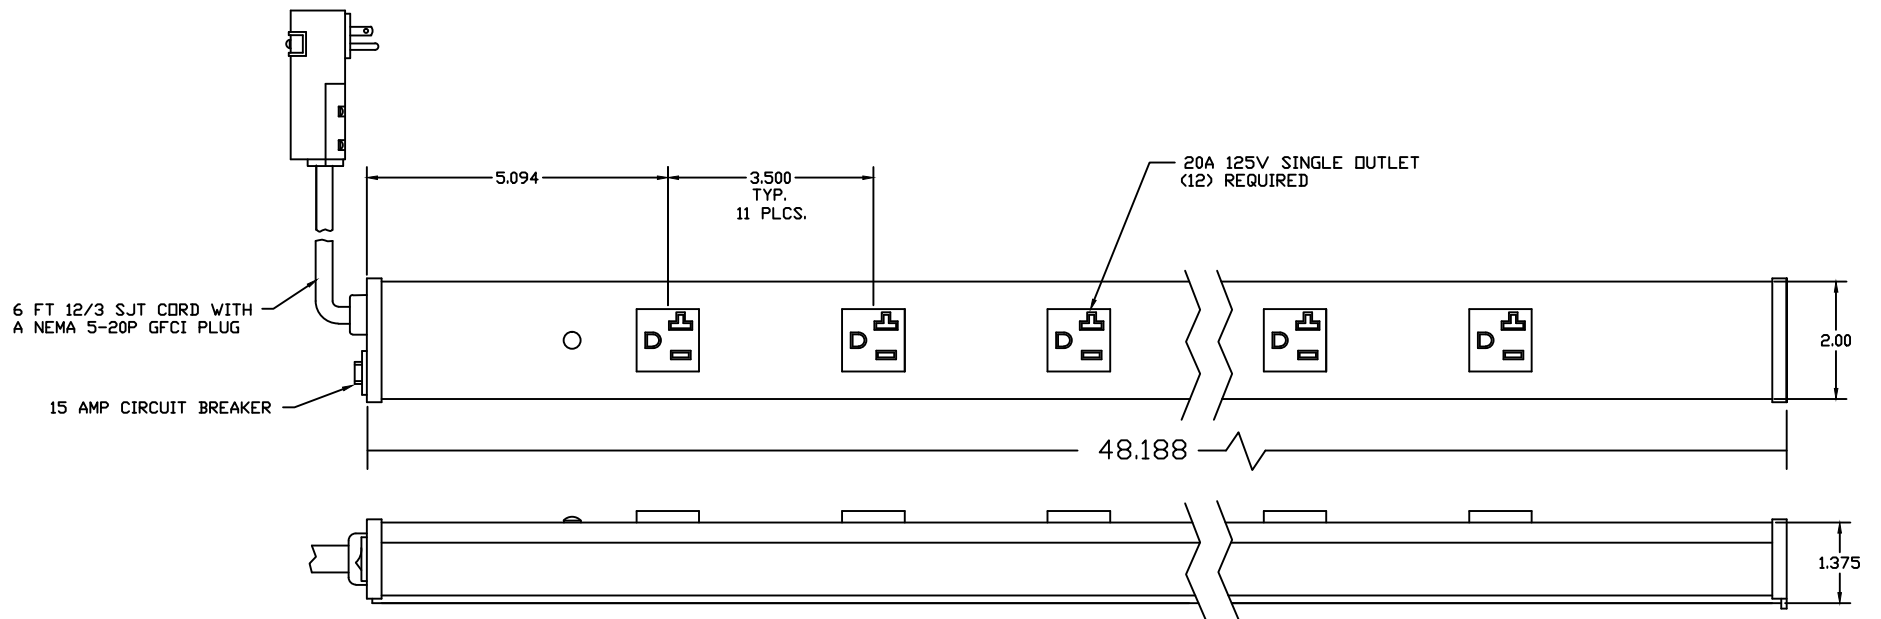 5.094
3.500
TYP.
11 PLCS.
20A 125V SINGLE OUTLET
(12) REQUIRED
6 FT 12/3 SJT CORD WITH
A NEMA 5-20P GFCI PLUG
15 AMP CIRCUIT BREAKER
2.00
48.188
1.375